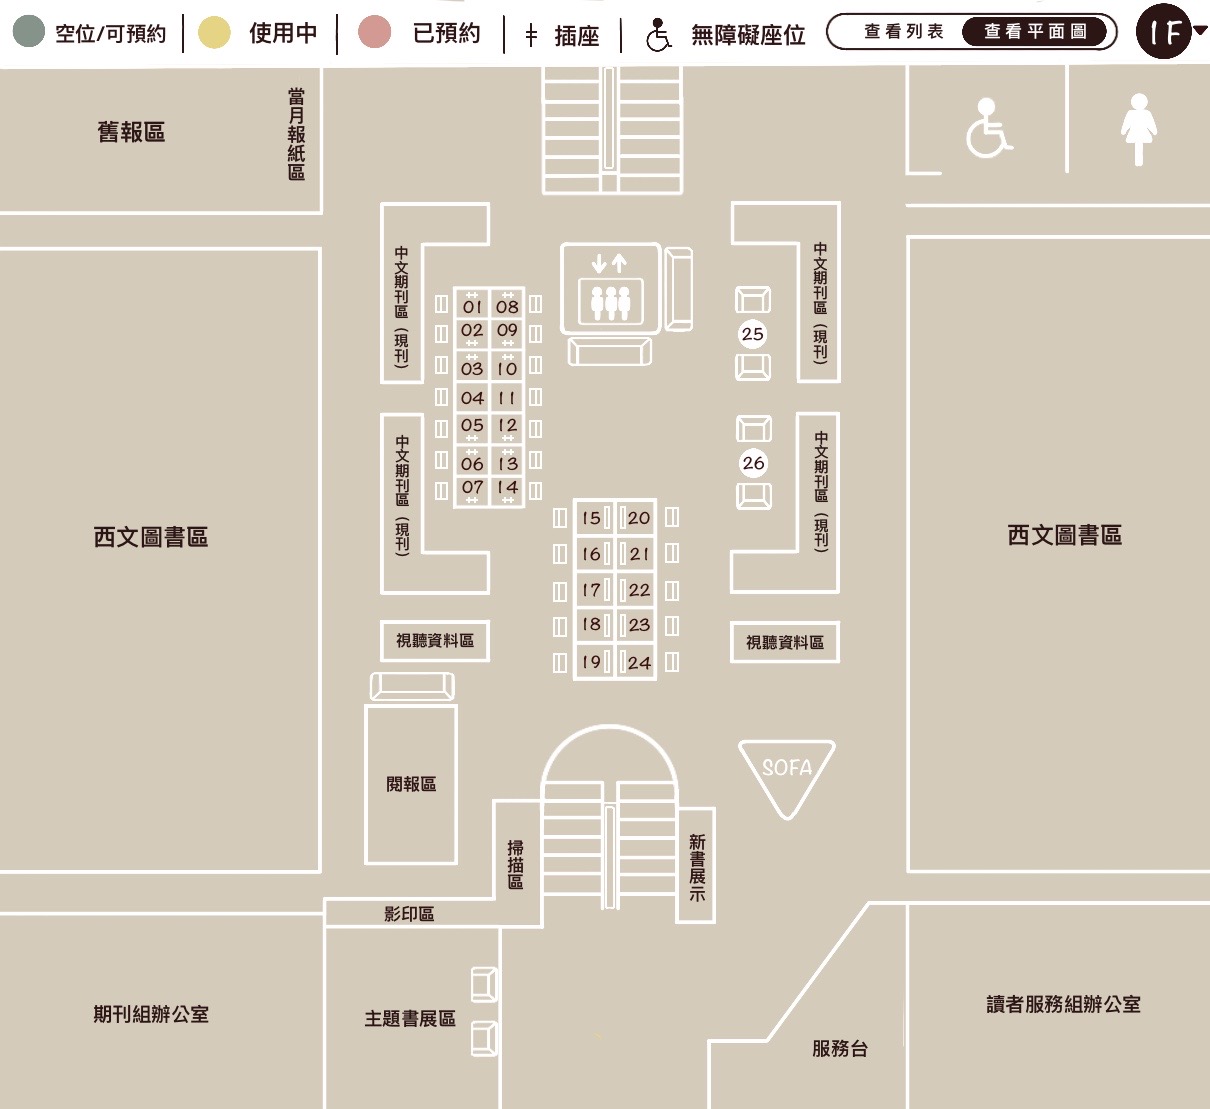 空位/可預約
使用中
已預約
插座
無障礙座位
查看列表
查看平面圖
1F
舊報區
當月報紙區
中文期刊區(現刊)
中文期刊區(現刊)
01 08
02 09
03 10
04 11
05 12
06 13
07 14
25
26
中文期刊區(現刊)
中文期刊區(現刊)
西文圖書區
西文圖書區
15 20
16 21
17 22
18 23
19 24
視聽資料區
視聽資料區
閱報區
SOFA
掃描區
新書展示
影印區
期刊組辦公室
主題書展區
服務台
讀者服務組辦公室